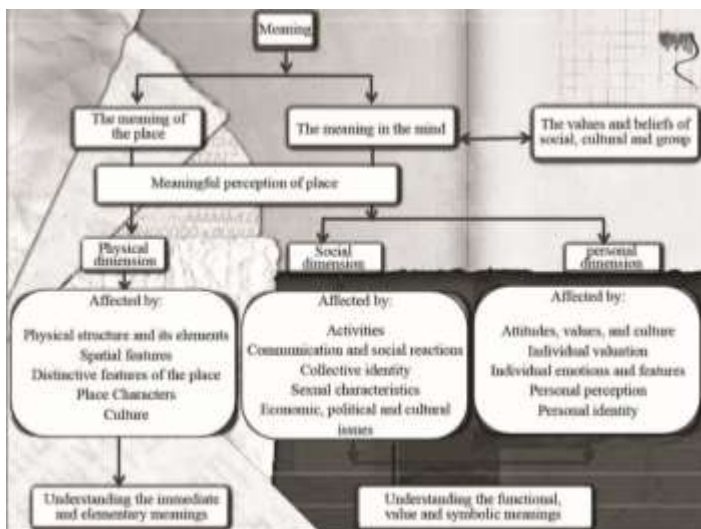 Meaning
The meaning of
the place
The meaning in the mind
The values and beliefs of
social, cultural and group
Meaningful perception of place
Physical
dimension
Social
dimension
personal
dimension
Affected by:
Physical structure and its elements
Spatial features
Distinctive features of the place
Place Characters
Culture
Affected by:
Activities
Communication and social reactions
Collective identity
Sexual characteristics
Economic, political and cultural
issues
Affected by:
Attitudes, values, and culture
Individual valuation
Individual emotions and features
Personal perception
Personal identity
Understanding the immediate
and elementary meanings
Understanding the functional,
value and symbolic meanings